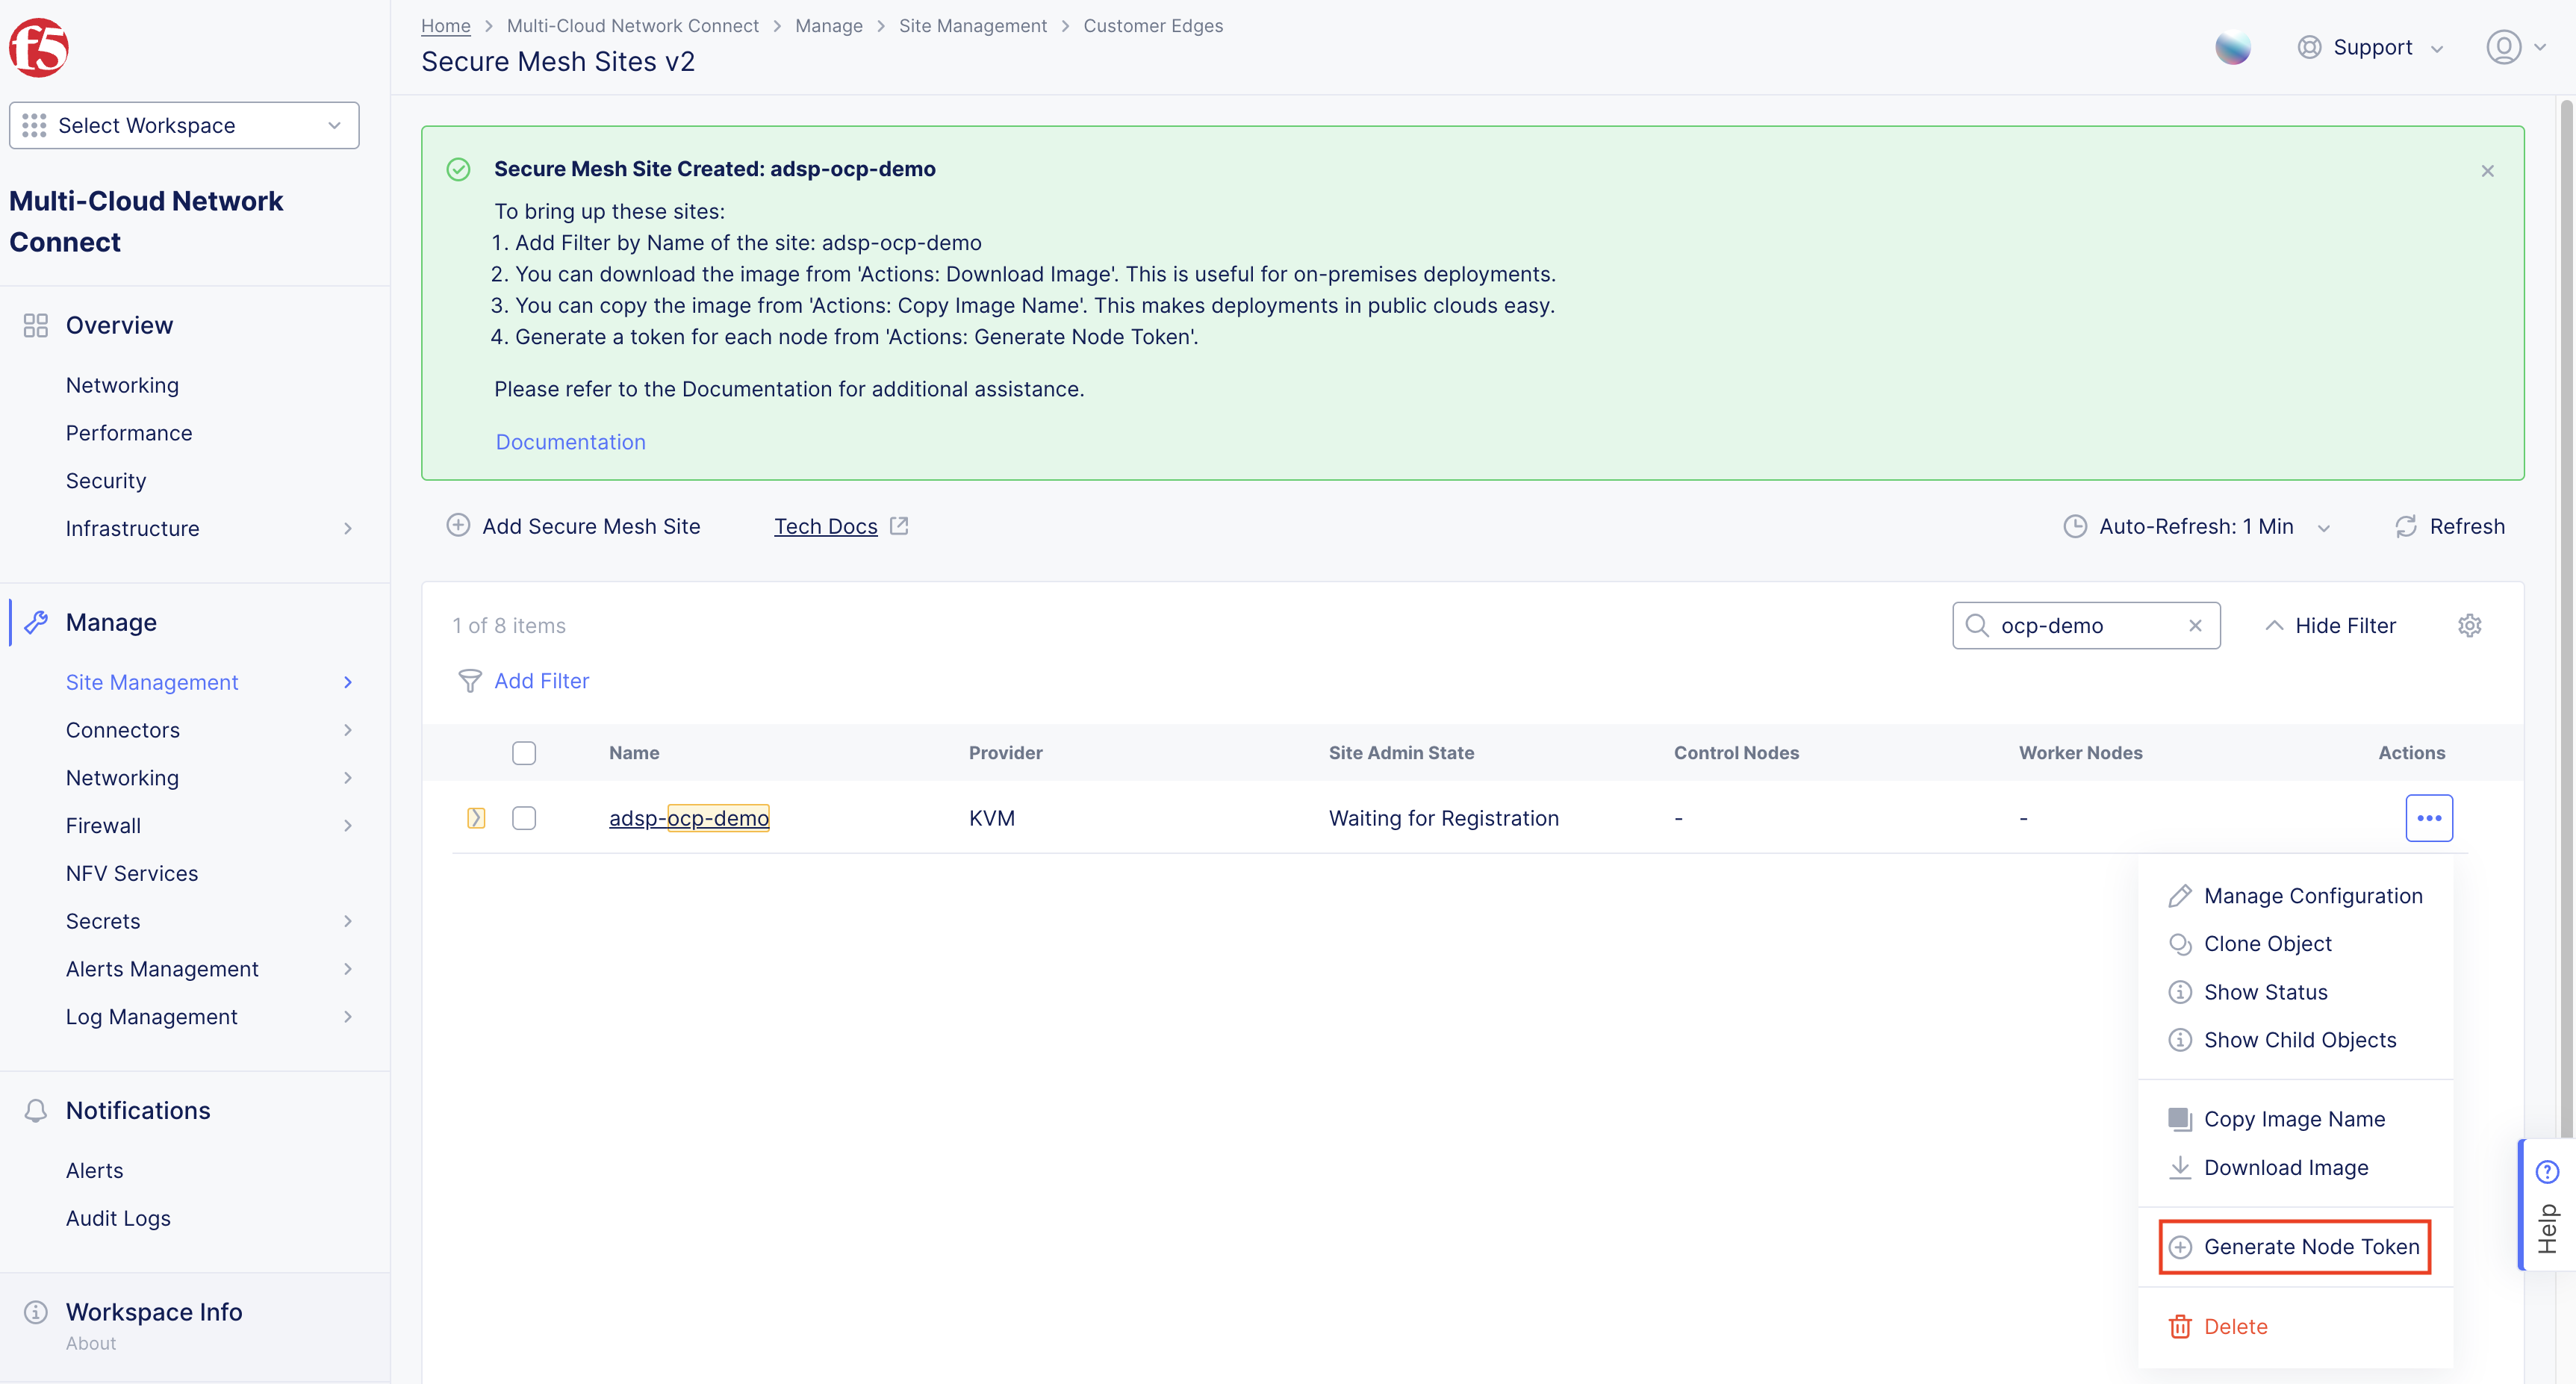 f5
Select Workspace
Multi-Cloud Network
Connect
Overview
Networking
Performance
Security
Infrastructure
Manage
Site Management
Connectors
Networking
Firewall
NFV Services
Secrets
Alerts Management
Log Management
Notifications
Alerts
Audit Logs
Workspace Info
About
Home > Multi-Cloud Network Connect > Manage > Site Management > Customer Edges
Secure Mesh Sites v2
Support
Secure Mesh Site Created: adsp-ocp-demo
To bring up these sites:
1. Add Filter by Name of the site: adsp-ocp-demo
2. You can download the image from 'Actions: Download Image'. This is useful for on-premises deployments.
3. You can copy the image from 'Actions: Copy Image Name'. This makes deployments in public clouds easy.
4. Generate a token for each node from 'Actions: Generate Node Token'.
Please refer to the Documentation for additional assistance.
Documentation
Add Secure Mesh Site Tech Docs Auto-Refresh: 1 Min Refresh
1 of 8 items ocp-demo Hide Filter
Add Filter
Name Provider Site Admin State Control Nodes Worker Nodes Actions
adsp-ocp-demo KVM Waiting for Registration - -
Manage Configuration
Clone Object
Show Status
Show Child Objects
Copy Image Name
Download Image
Generate Node Token
Delete
Help